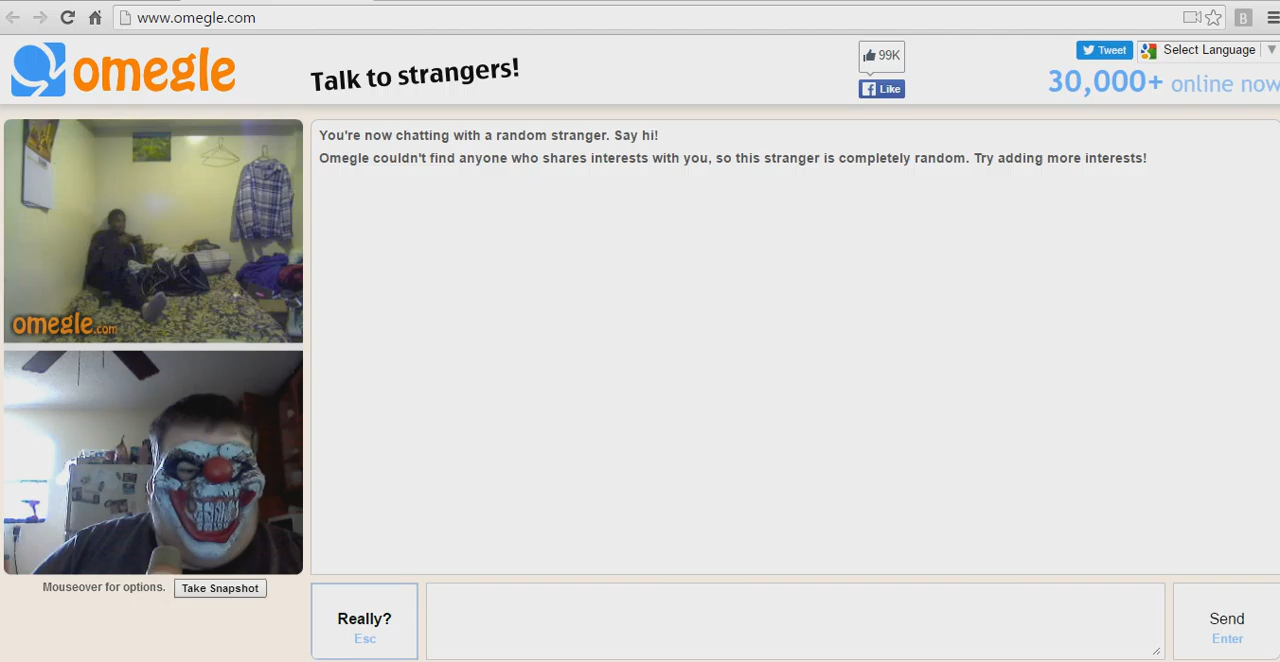 www.omegle.com
B
omegle
Talk to strangers!
99K
Like
Tweet
Select Language
30,000+ online now
You're now chatting with a random stranger. Say hi!
Omegle couldn't find anyone who shares interests with you, so this stranger is completely random. Try adding more interests!
omegle.com
Mouseover for options.
Take Snapshot
Really?
Esc
Send
Enter